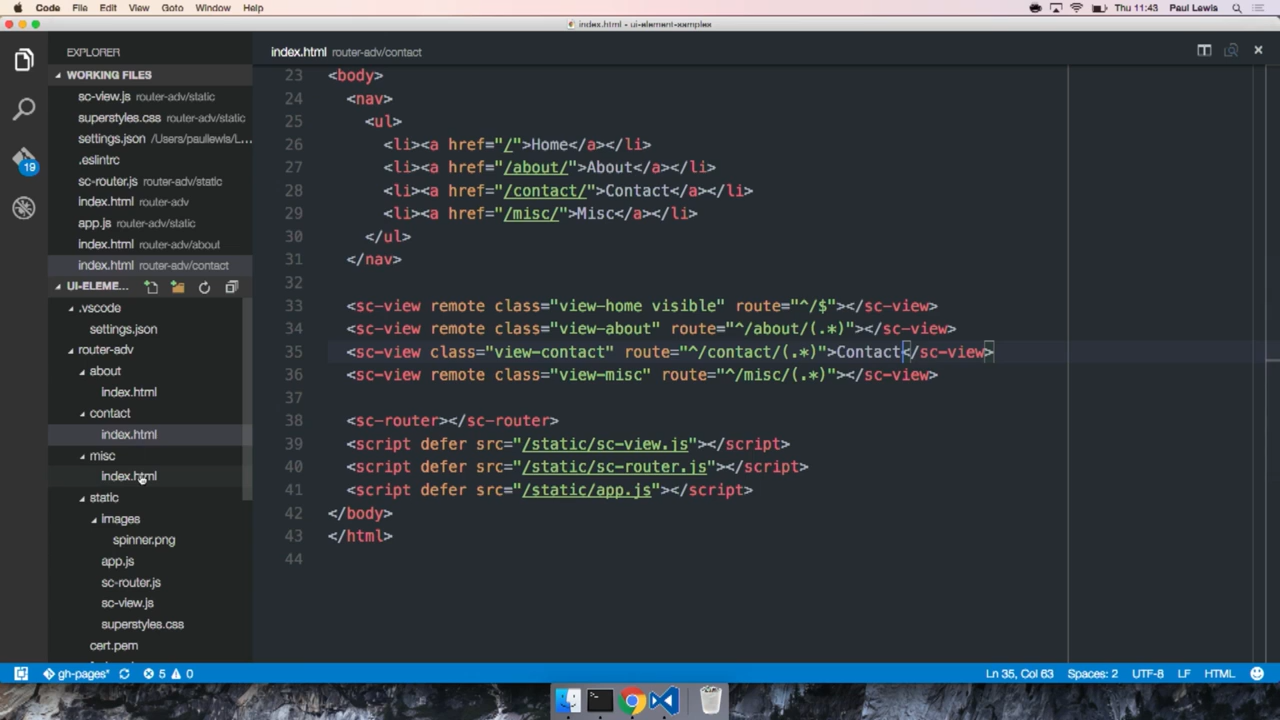 Code File Edit View Goto Window Help Thu 11:43 Paul Lewis
index.html - ui-element-samples
EXPLORER
WORKING FILES
sc-view.js router-adv/static
superstyles.css router-adv/static
settings.json /Users/paullewis/L...
.eslintrc
sc-router.js router-adv/static
index.html router-adv
app.js router-adv/static
index.html router-adv/about
index.html router-adv/contact
UI-ELEME...
.vscode
settings.json
router-adv
about
index.html
contact
index.html
misc
index.html
static
images
spinner.png
app.js
sc-router.js
sc-view.js
superstyles.css
cert.pem
19
index.html router-adv/contact
23 <body>
24 <nav>
25 <ul>
26 <li><a href="/">Home</a></li>
27 <li><a href="/about/">About</a></li>
28 <li><a href="/contact/">Contact</a></li>
29 <li><a href="/misc/">Misc</a></li>
30 </ul>
31 </nav>
32
33 <sc-view remote class="view-home visible" route="^/$"></sc-view>
34 <sc-view remote class="view-about" route="^/about/(.*)"></sc-view>
35 <sc-view class="view-contact" route="^/contact/(.*)">Contact</sc-view>
36 <sc-view remote class="view-misc" route="^/misc/(.*)"></sc-view>
37
38 <sc-router></sc-router>
39 <script defer src="/static/sc-view.js"></script>
40 <script defer src="/static/sc-router.js"></script>
41 <script defer src="/static/app.js"></script>
42 </body>
43 </html>
44
gh-pages* 5 0 Ln 35, Col 63 Spaces: 2 UTF-8 LF HTML